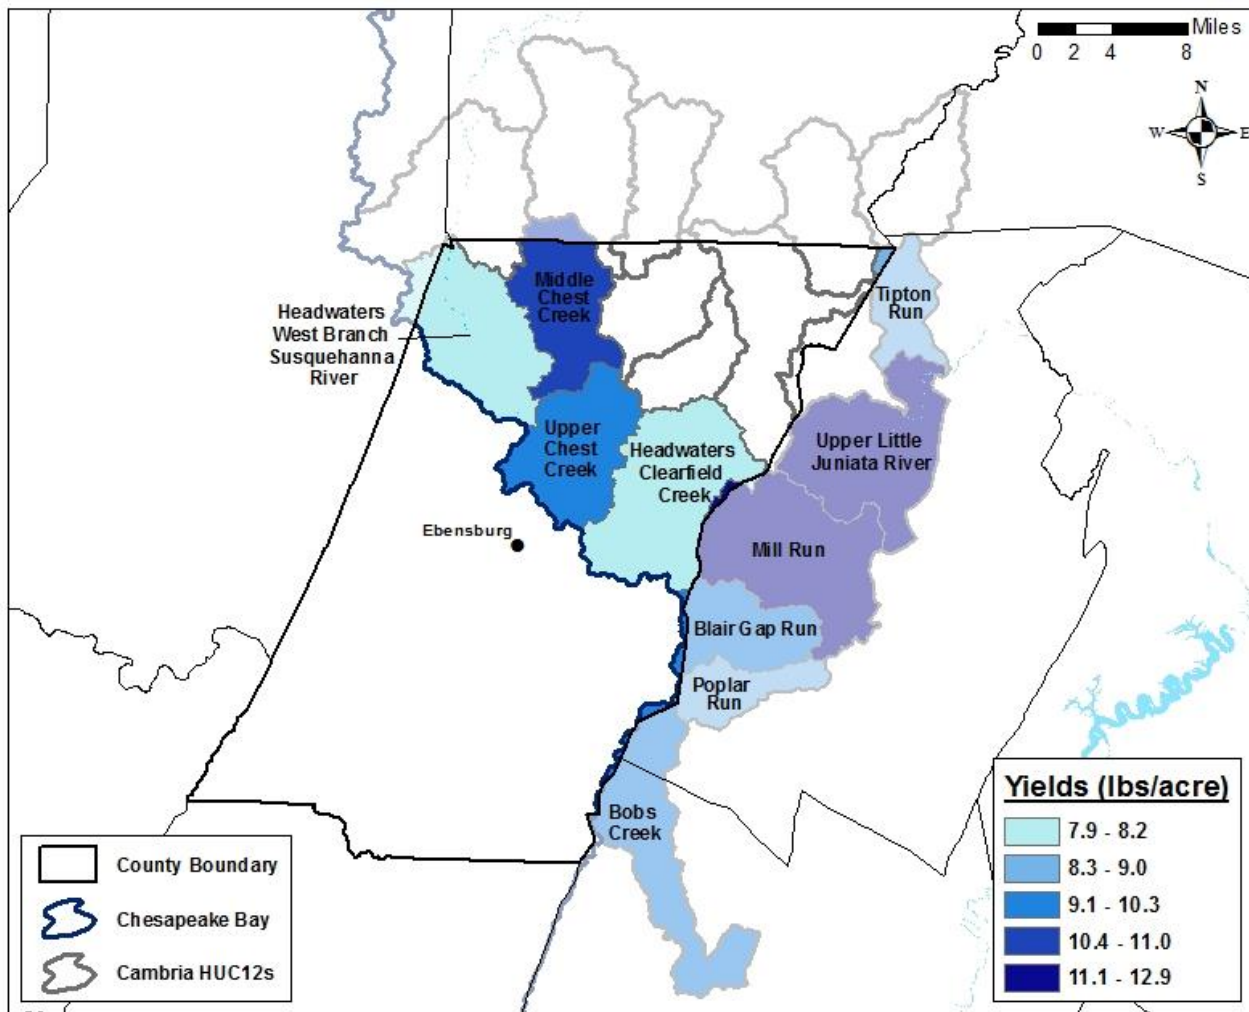 Miles
0 2 4 8
N
W E
S
Headwaters
West Branch
Susquehanna
River
Middle
Chest
Creek
Tipton
Run
Upper
Chest
Creek
Headwaters
Clearfield
Creek
Upper Little
Juniata River
Ebensburg
Mill Run
Blair Gap Run
Poplar
Run
Bobs
Creek
County Boundary
Chesapeake Bay
Cambria HUC12s
Yields (lbs/acre)
7.9 - 8.2
8.3 - 9.0
9.1 - 10.3
10.4 - 11.0
11.1 - 12.9